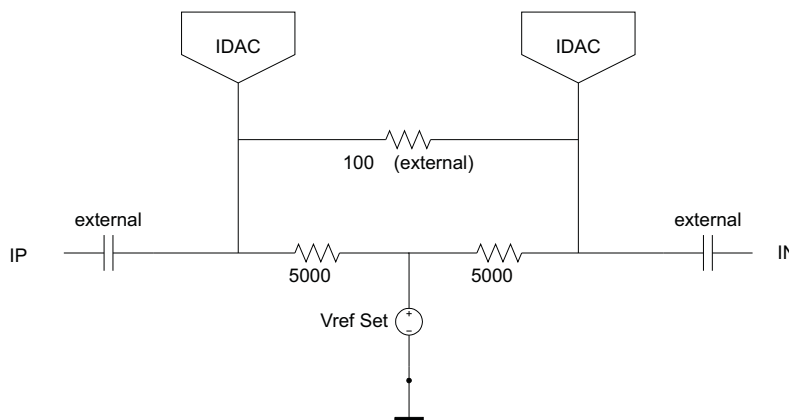 IDAC
IDAC
100 (external)
external
external
IP
IN
5000
5000
Vref Set